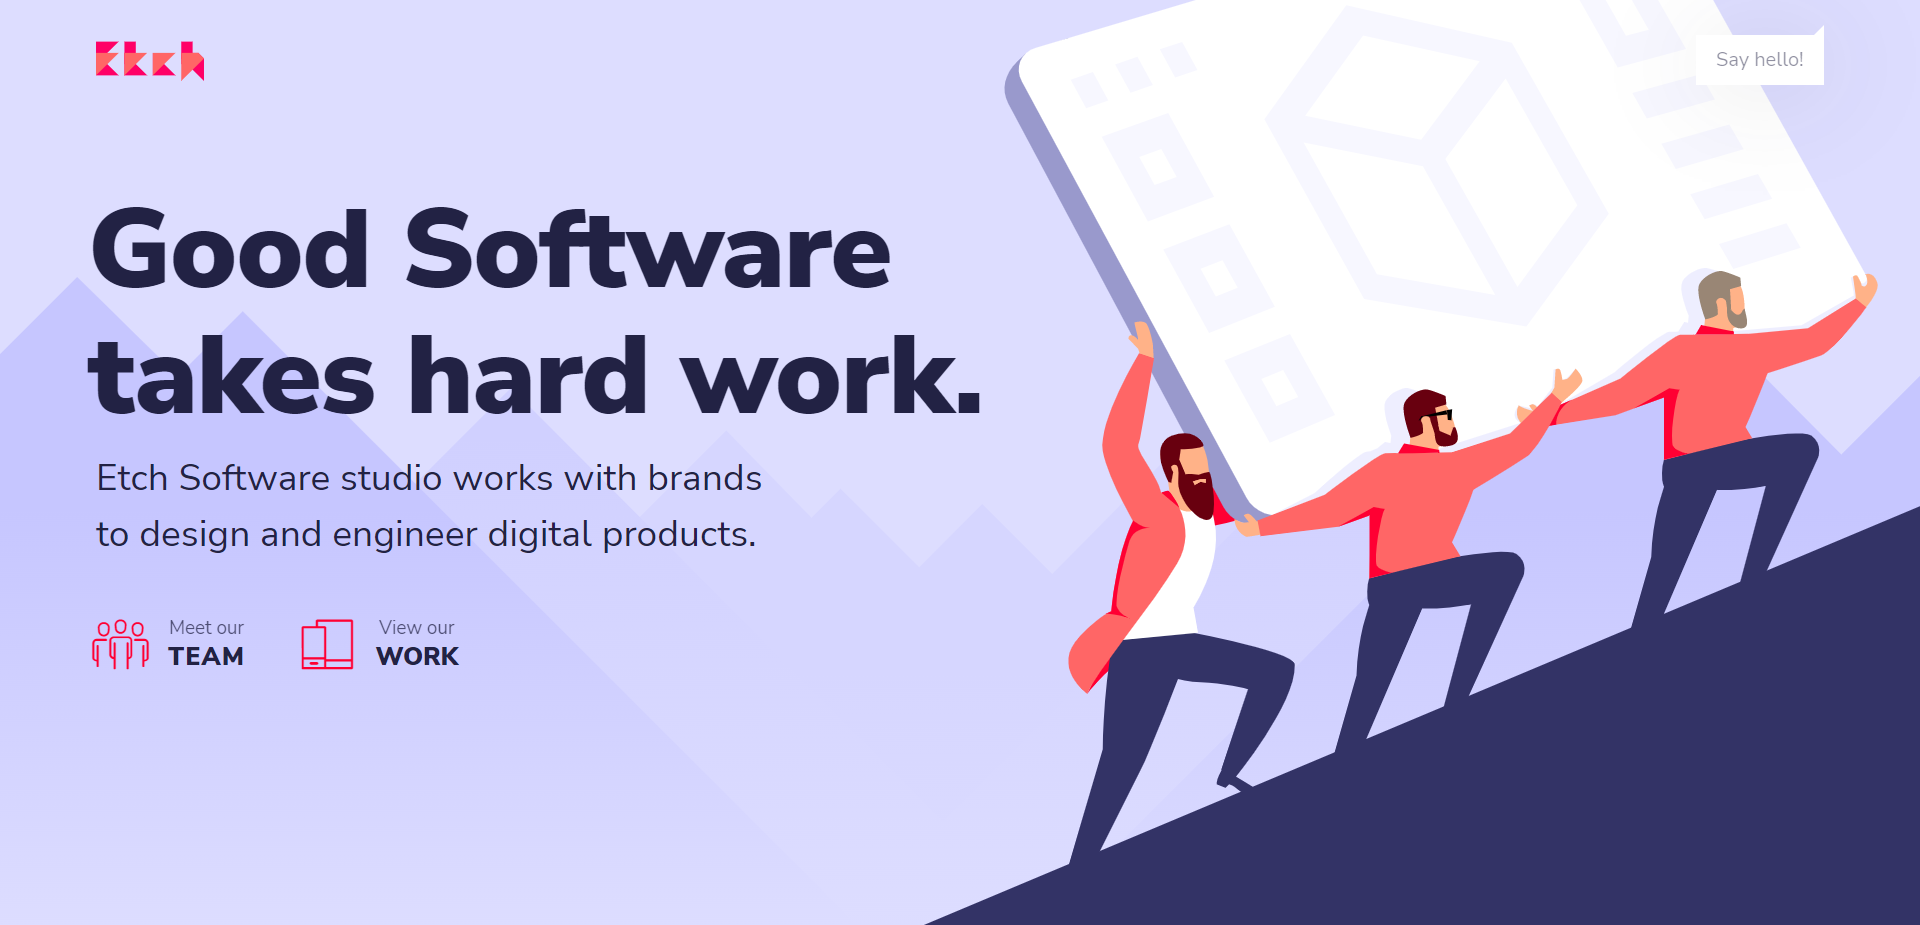 Etch
Say hello!
Good Software
takes hard work.
Etch Software studio works with brands
to design and engineer digital products.
Meet our
TEAM
View our
WORK